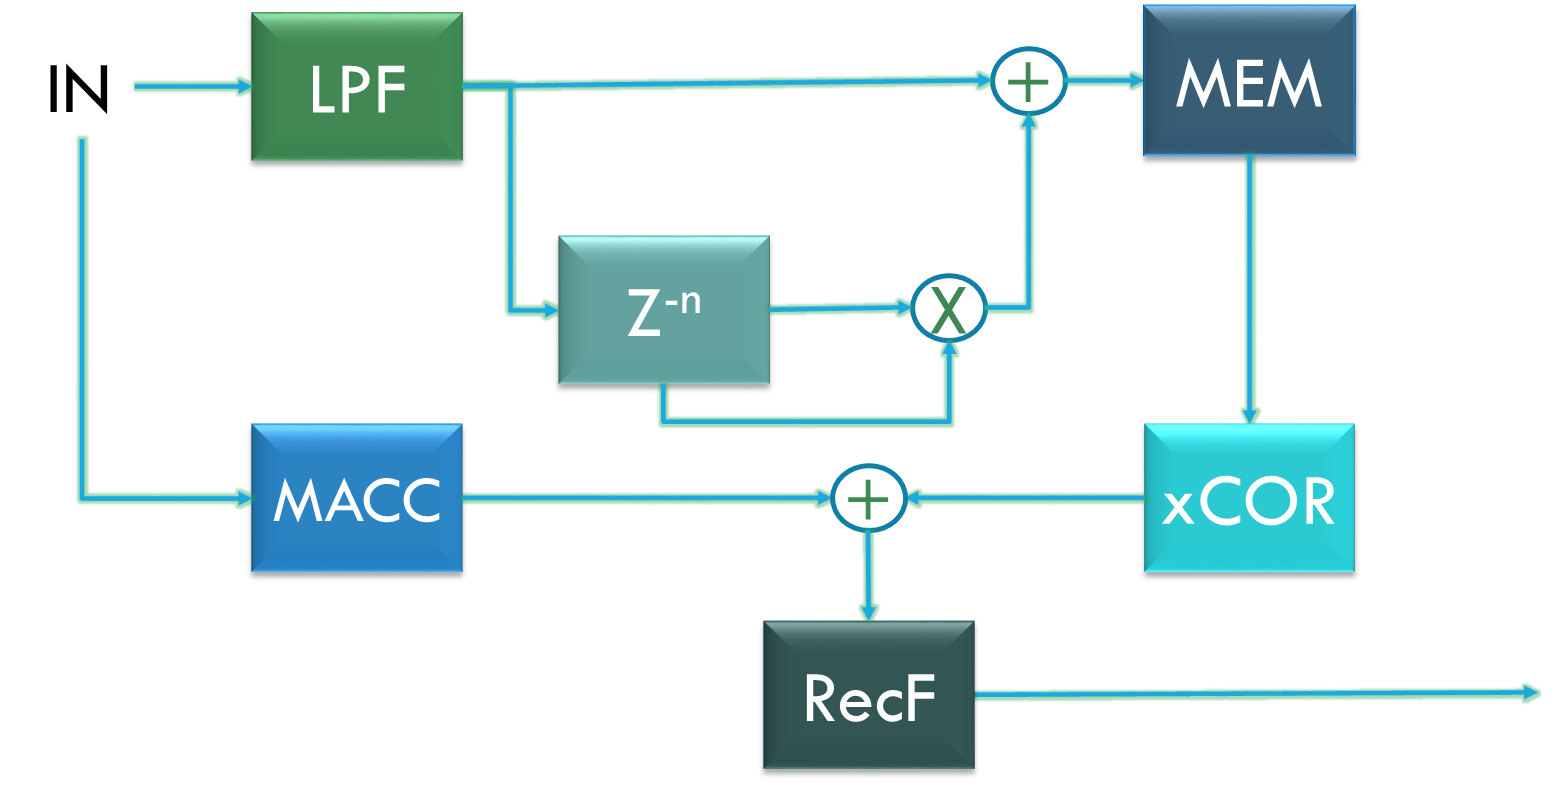 IN
LPF
+
MEM
Z-n
X
MACC
+
xCOR
RecF